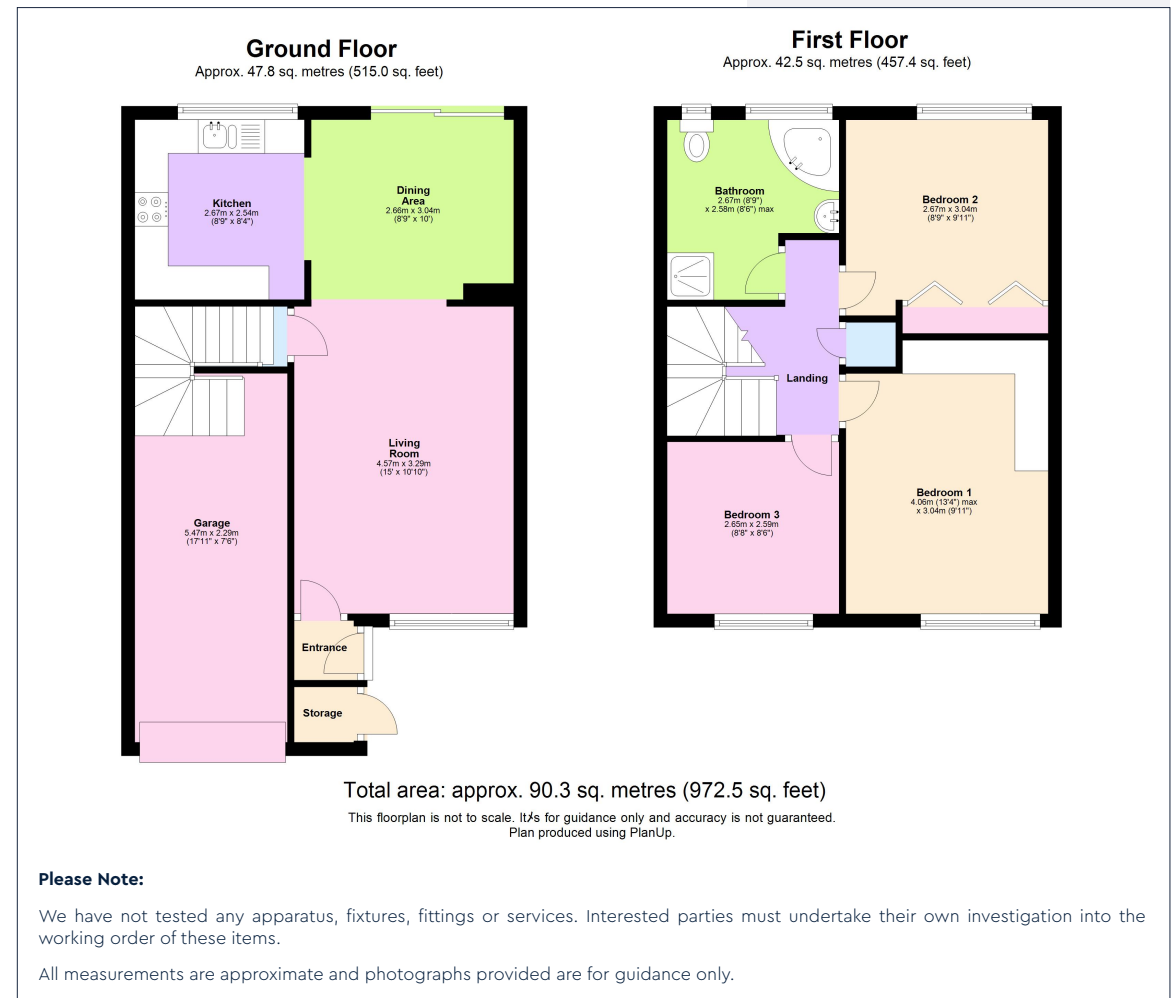 Ground Floor
Approx. 47.8 sq. metres (515.0 sq. feet)
Kitchen
2.67m x 2.54m
(8'9" x 8'4")
Dining
Area
2.66m x 3.04m
(8'9" x 10')
Living
Room
4.57m x 3.29m
(15' x 10'10")
Garage
5.47m x 2.29m
(17'11" x 7'6")
Entrance
Storage
First Floor
Approx. 42.5 sq. metres (457.4 sq. feet)
Bathroom
2.67m (8'9")
x 2.58m (8'6") max
Bedroom 2
2.67m x 3.04m
(8'9" x 9'11")
Landing
Bedroom 1
4.06m (13'4") max
x 3.04m (9'11")
Bedroom 3
2.65m x 2.59m
(8'8" x 8'6")
Total area: approx. 90.3 sq. metres (972.5 sq. feet)
This floorplan is not to scale. It's for guidance only and accuracy is not guaranteed.
Plan produced using PlanUp.
Please Note:
We have not tested any apparatus, fixtures, fittings or services. Interested parties must undertake their own investigation into the
working order of these items.
All measurements are approximate and photographs provided are for guidance only.